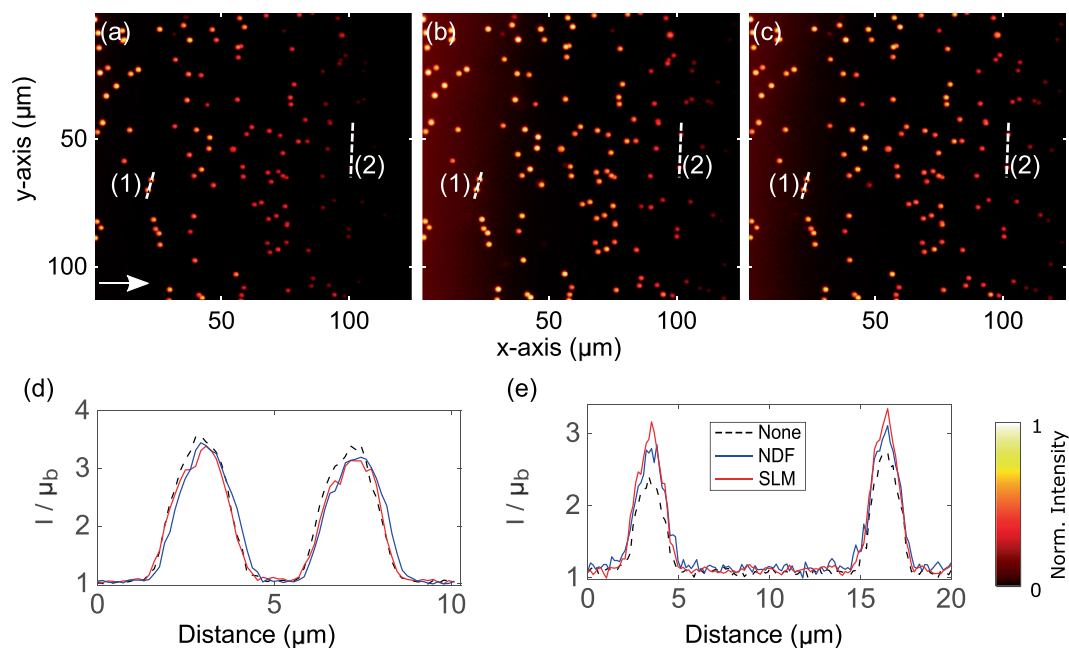 (a)
(b)
(c)
y-axis (µm)
50
100
(1)
(2)
(1)
(2)
(1)
(2)
50
100
50
100
50
100
x-axis (µm)
(d)
I / µb
4
3
2
1
0
5
10
Distance (µm)
(e)
I / µb
3
2
1
None
NDF
SLM
0
5
10
15
20
Distance (µm)
1
0
Norm. Intensity